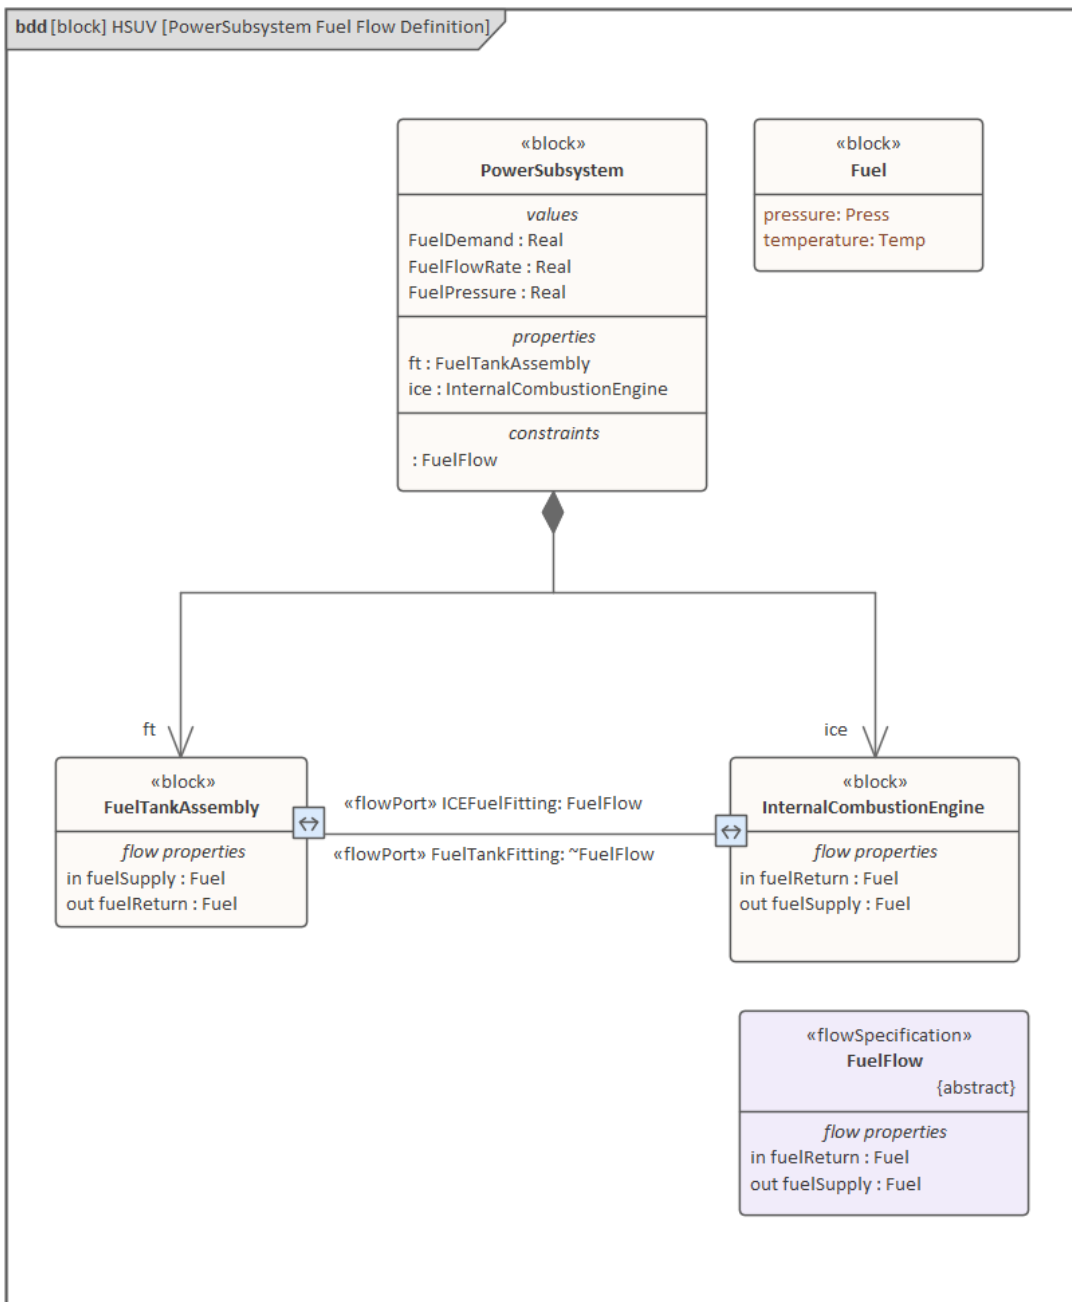 bdd [block] HSUV [PowerSubsystem Fuel Flow Definition]
«block»
PowerSubsystem
values
FuelDemand : Real
FuelFlowRate : Real
FuelPressure : Real
properties
ft : FuelTankAssembly
ice : InternalCombustionEngine
constraints
: FuelFlow
«block»
Fuel
pressure: Press
temperature: Temp
ft
ice
«block»
FuelTankAssembly
flow properties
in fuelSupply : Fuel
out fuelReturn : Fuel
«flowPort» ICEFuelFitting: FuelFlow
«flowPort» FuelTankFitting: ~FuelFlow
«block»
InternalCombustionEngine
flow properties
in fuelReturn : Fuel
out fuelSupply : Fuel
«flowSpecification»
FuelFlow
{abstract}
flow properties
in fuelReturn : Fuel
out fuelSupply : Fuel